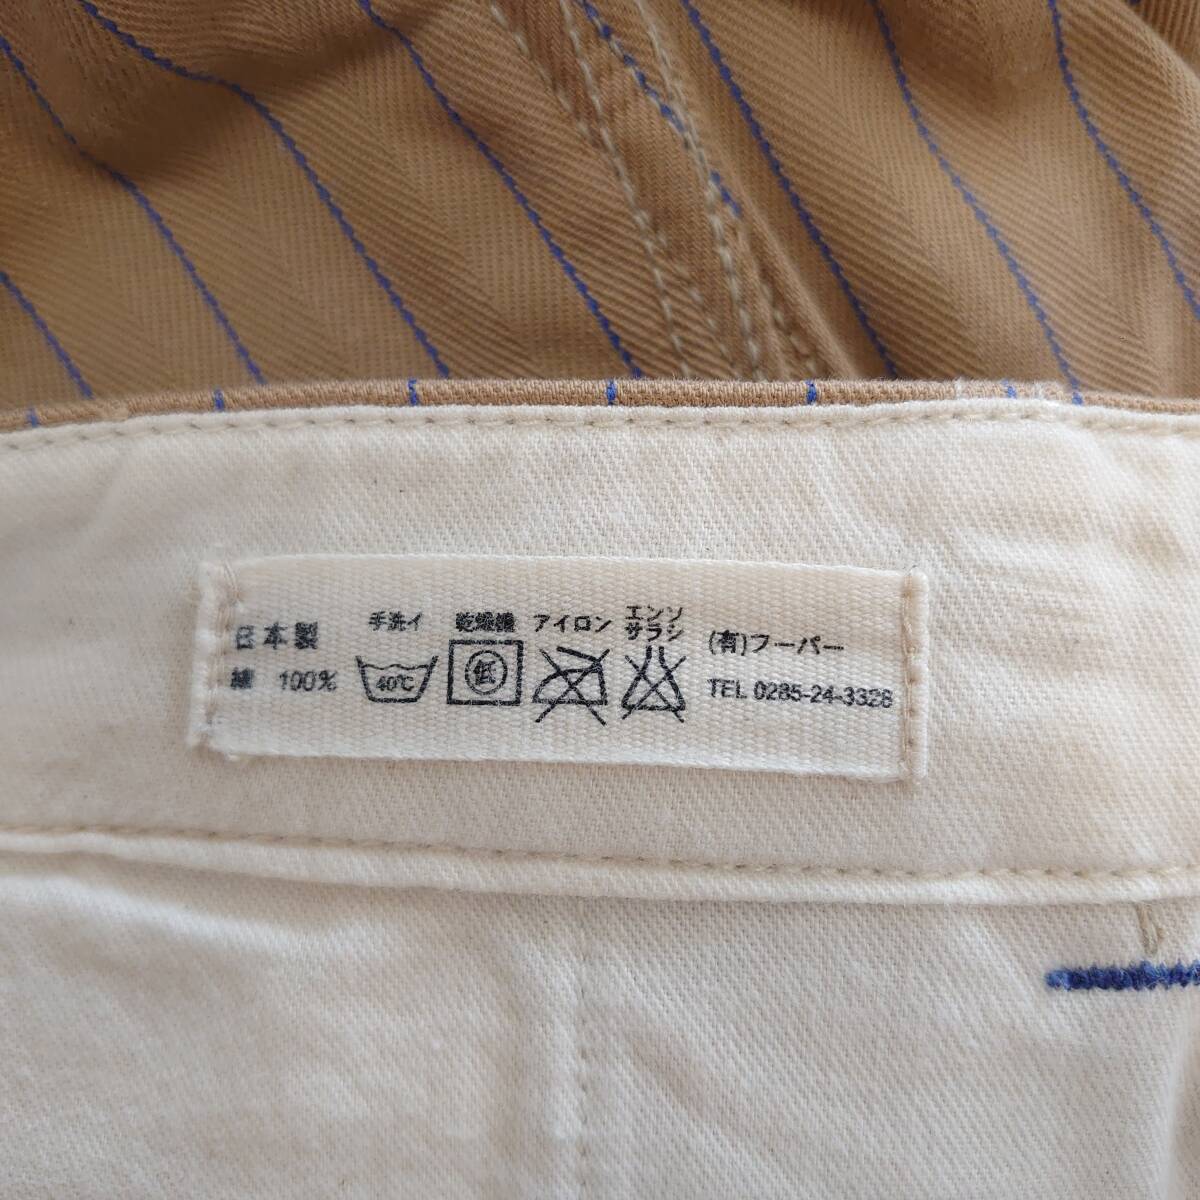 日本製
綿 100%
手洗イ 乾燥機 アイロン エンソ
サラシ
40℃ 低
(有)フーパー
TEL 0285-24-3328